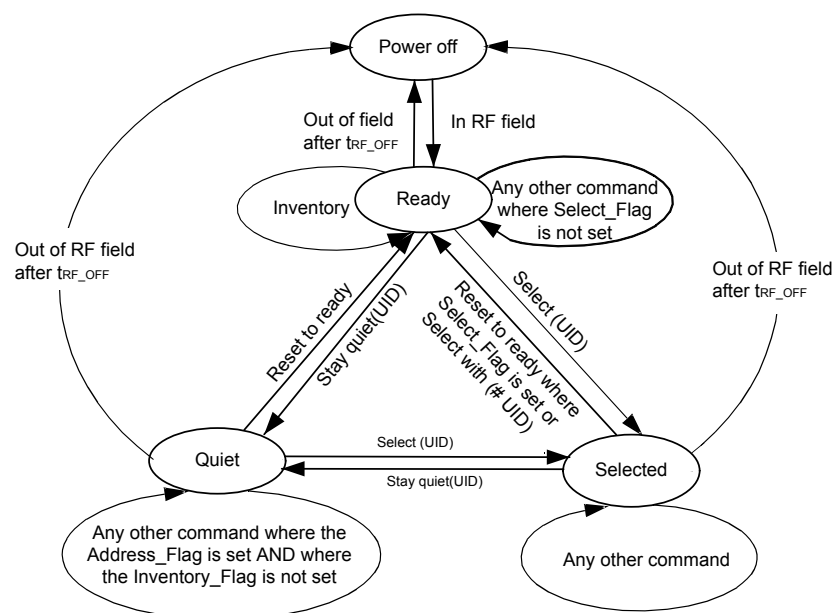 Power off
Out of field
after tRF_OFF
In RF field
Inventory
Ready
Any other command
where Select_Flag
is not set
Out of RF field
after tRF_OFF
Out of RF field
after tRF_OFF
Reset to ready
Stay quiet(UID)
Reset to ready where
Select_Flag is set or
Select with (# UID)
Select (UID)
Quiet
Select (UID)
Stay quiet(UID)
Selected
Any other command where the
Address_Flag is set AND where
the Inventory_Flag is not set
Any other command